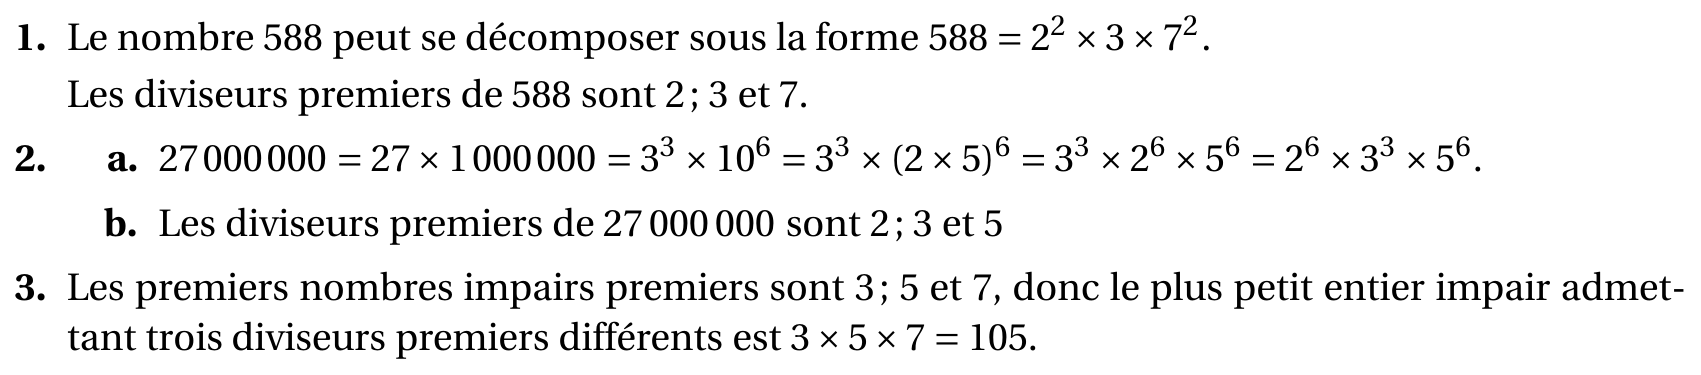 1. Le nombre 588 peut se décomposer sous la forme 588 = 2² × 3 × 7².
Les diviseurs premiers de 588 sont 2 ; 3 et 7.
2. a. 27 000 000 = 27 × 1 000 000 = 3³ × 10⁶ = 3³ × (2 × 5)⁶ = 3³ × 2⁶ × 5⁶ = 2⁶ × 3³ × 5⁶.
b. Les diviseurs premiers de 27 000 000 sont 2 ; 3 et 5
3. Les premiers nombres impairs premiers sont 3 ; 5 et 7, donc le plus petit entier impair admet-
tant trois diviseurs premiers différents est 3 × 5 × 7 = 105.